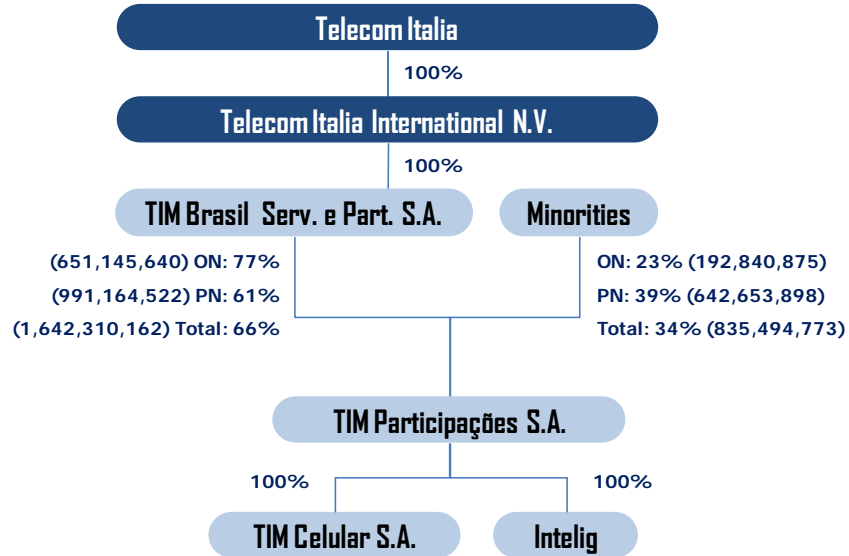 Telecom Italia
100%
Telecom Italia International N.V.
100%
TIM Brasil Serv. e Part. S.A.
Minorities
(651,145,640) ON: 77%
(991,164,522) PN: 61%
(1,642,310,162) Total: 66%
ON: 23% (192,840,875)
PN: 39% (642,653,898)
Total: 34% (835,494,773)
TIM Participações S.A.
100%
100%
TIM Celular S.A.
Intelig